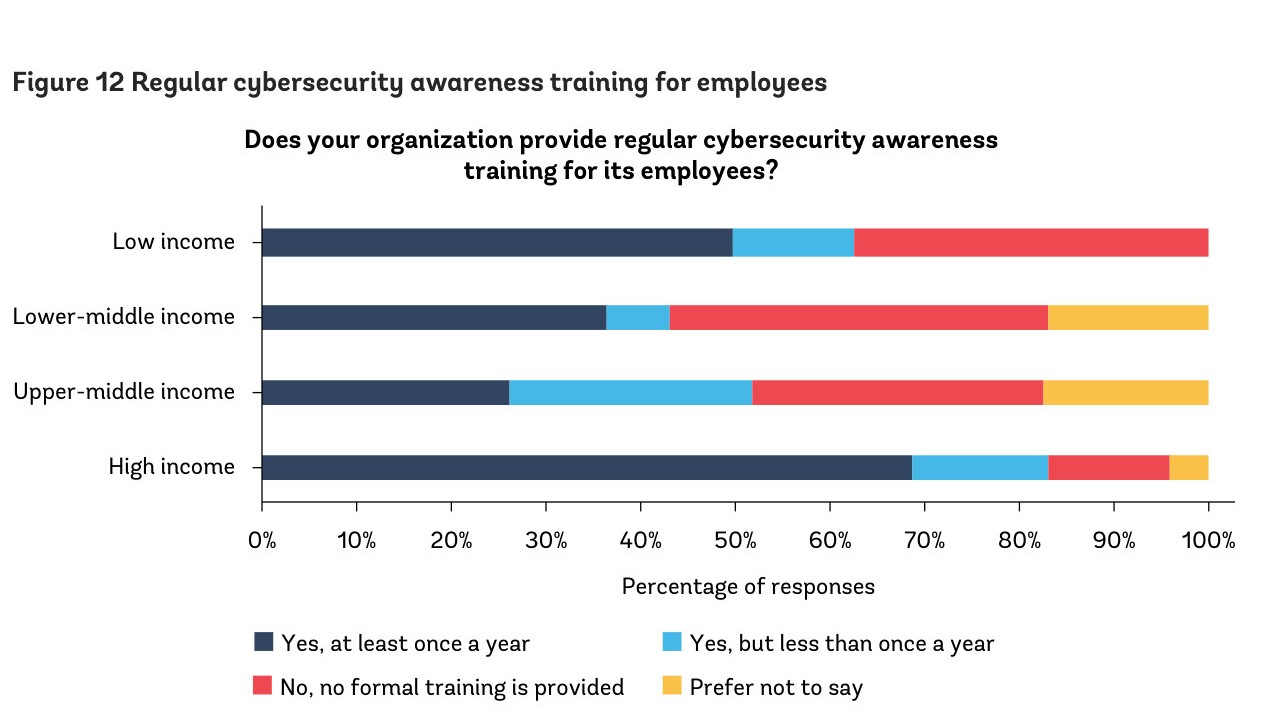 Figure 12 Regular cybersecurity awareness training for employees
Does your organization provide regular cybersecurity awareness
training for its employees?
Low income
Lower-middle income
Upper-middle income
High income
0% 10% 20% 30% 40% 50% 60% 70% 80% 90% 100%
Percentage of responses
Yes, at least once a year Yes, but less than once a year
No, no formal training is provided Prefer not to say